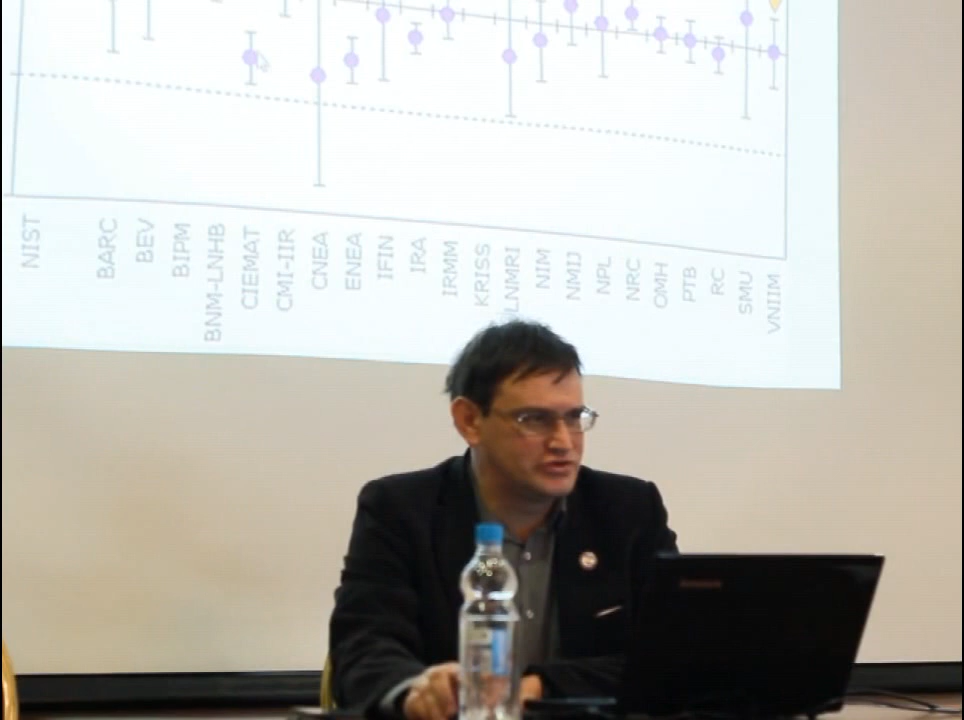 NIST
BARC
BEV
BIPM
BNM-LNHB
CIEMAT
CMI-IIR
CNEA
ENEA
IFIN
IRA
IRMM
KRISS
LNMRI
NIM
NMIJ
NPL
NRC
OMH
PTB
RC
SMU
VNIIM